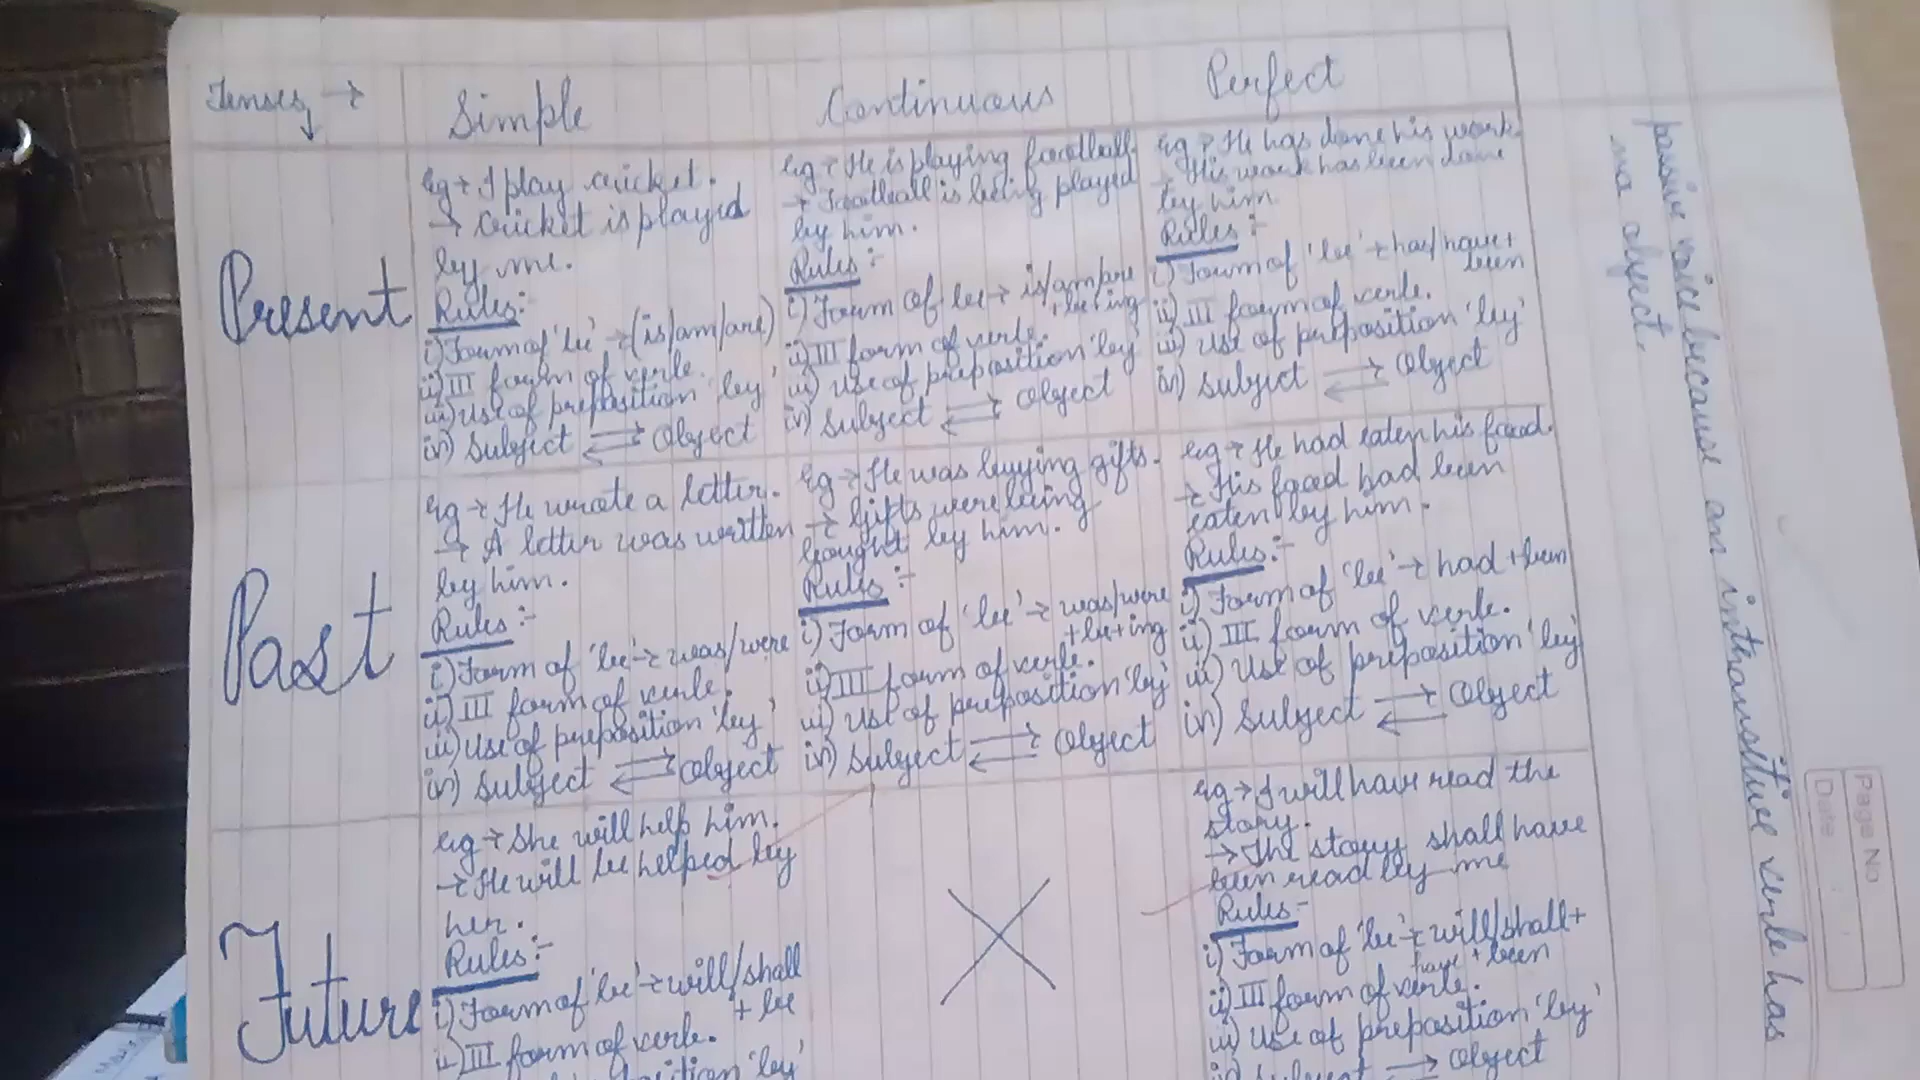 Tenses →
↓
Simple
Continuous
Perfect
Present
eg → I play cricket.
→ Cricket is played
by me.
Rules:-
i) Form of 'be' → (is/am/are)
ii) III form of verb.
iii) Use of preposition 'by'
iv) Subject ⇌ Object
eg → He is playing football.
→ Football is being played
by him.
Rules :-
i) Form of be → is/am/are
+ be + ing
ii) III form of verb.
iii) Use of preposition 'by'
iv) Subject ⇌ Object
eg → He has done his work.
→ His work has been done
by him
Rules :-
i) Form of 'be' → has/have +
been
ii) III form of verb.
iii) Use of preposition 'by'
iv) Subject ⇌ Object
Past
eg → He wrote a letter.
→ A letter was written
by him.
Rules :-
i) Form of 'be' → was/were
ii) III form of verb.
iii) Use of preposition 'by'
iv) Subject ⇌ Object
eg → He was buying gifts.
→ Gifts were being
bought by him.
Rules :-
i) Form of 'be' → was/were
+ be + ing
ii) III form of verb.
iii) Use of preposition 'by'
iv) Subject ⇌ Object
eg → He had eaten his food.
→ His food had been
eaten by him.
Rules :-
i) Form of 'be' → had + been
ii) III form of verb.
iii) Use of preposition 'by'
iv) Subject ⇌ Object
Future
eg → She will help him.
→ He will be helped by
her.
Rules :-
i) Form of 'be' → will/shall
+ be
ii) III form of verb.
'by'
eg → I will have read the
story.
→ The story shall have
been read by me
Rules -
i) Form of 'be' → will/shall +
have + been
ii) III form of verb.
iii) Use of preposition 'by'
iv) Subject ⇌ Object
passive voice because an intransitive verb has
no object.
Page No
Date